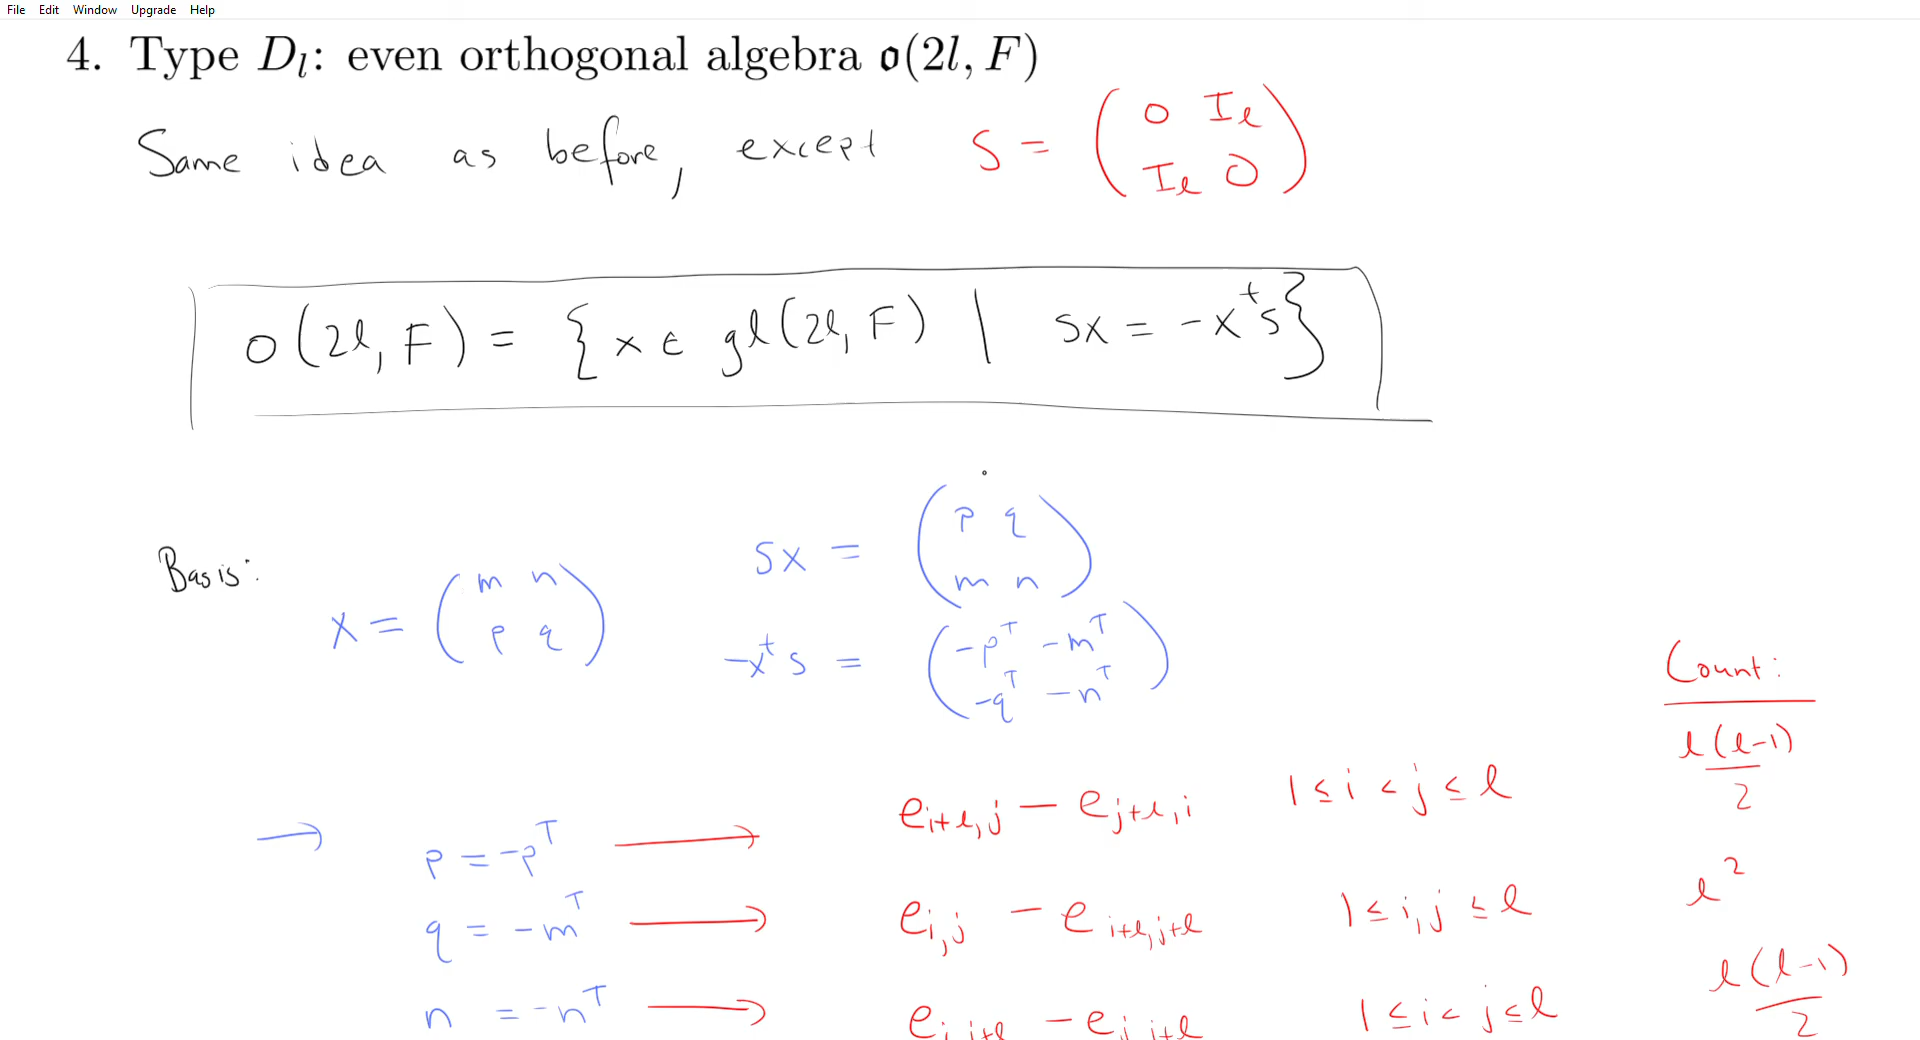 File Edit Window Upgrade Help
4. Type D_l: even orthogonal algebra 𝔬(2l, F)
Same idea as before, except S = ( 0 I_ℓ
I_ℓ 0 )
o(2ℓ, F) = { x ∈ gl(2ℓ, F) | sx = -x^t s }
Basis:
x = ( m n
p q )
sx = ( p q
m n )
-x^t s = ( -p^T -m^T
-q^T -n^T )
Count:
→ p = -p^T → e_{i+ℓ,j} - e_{j+ℓ,i} 1 ≤ i < j ≤ ℓ ℓ(ℓ-1)/2
q = -m^T → e_{i,j} - e_{i+ℓ,j+ℓ} 1 ≤ i,j ≤ ℓ ℓ^2
n = -n^T → e_{i,j+ℓ} - e_{j,i+ℓ} 1 ≤ i < j ≤ ℓ ℓ(ℓ-1)/2